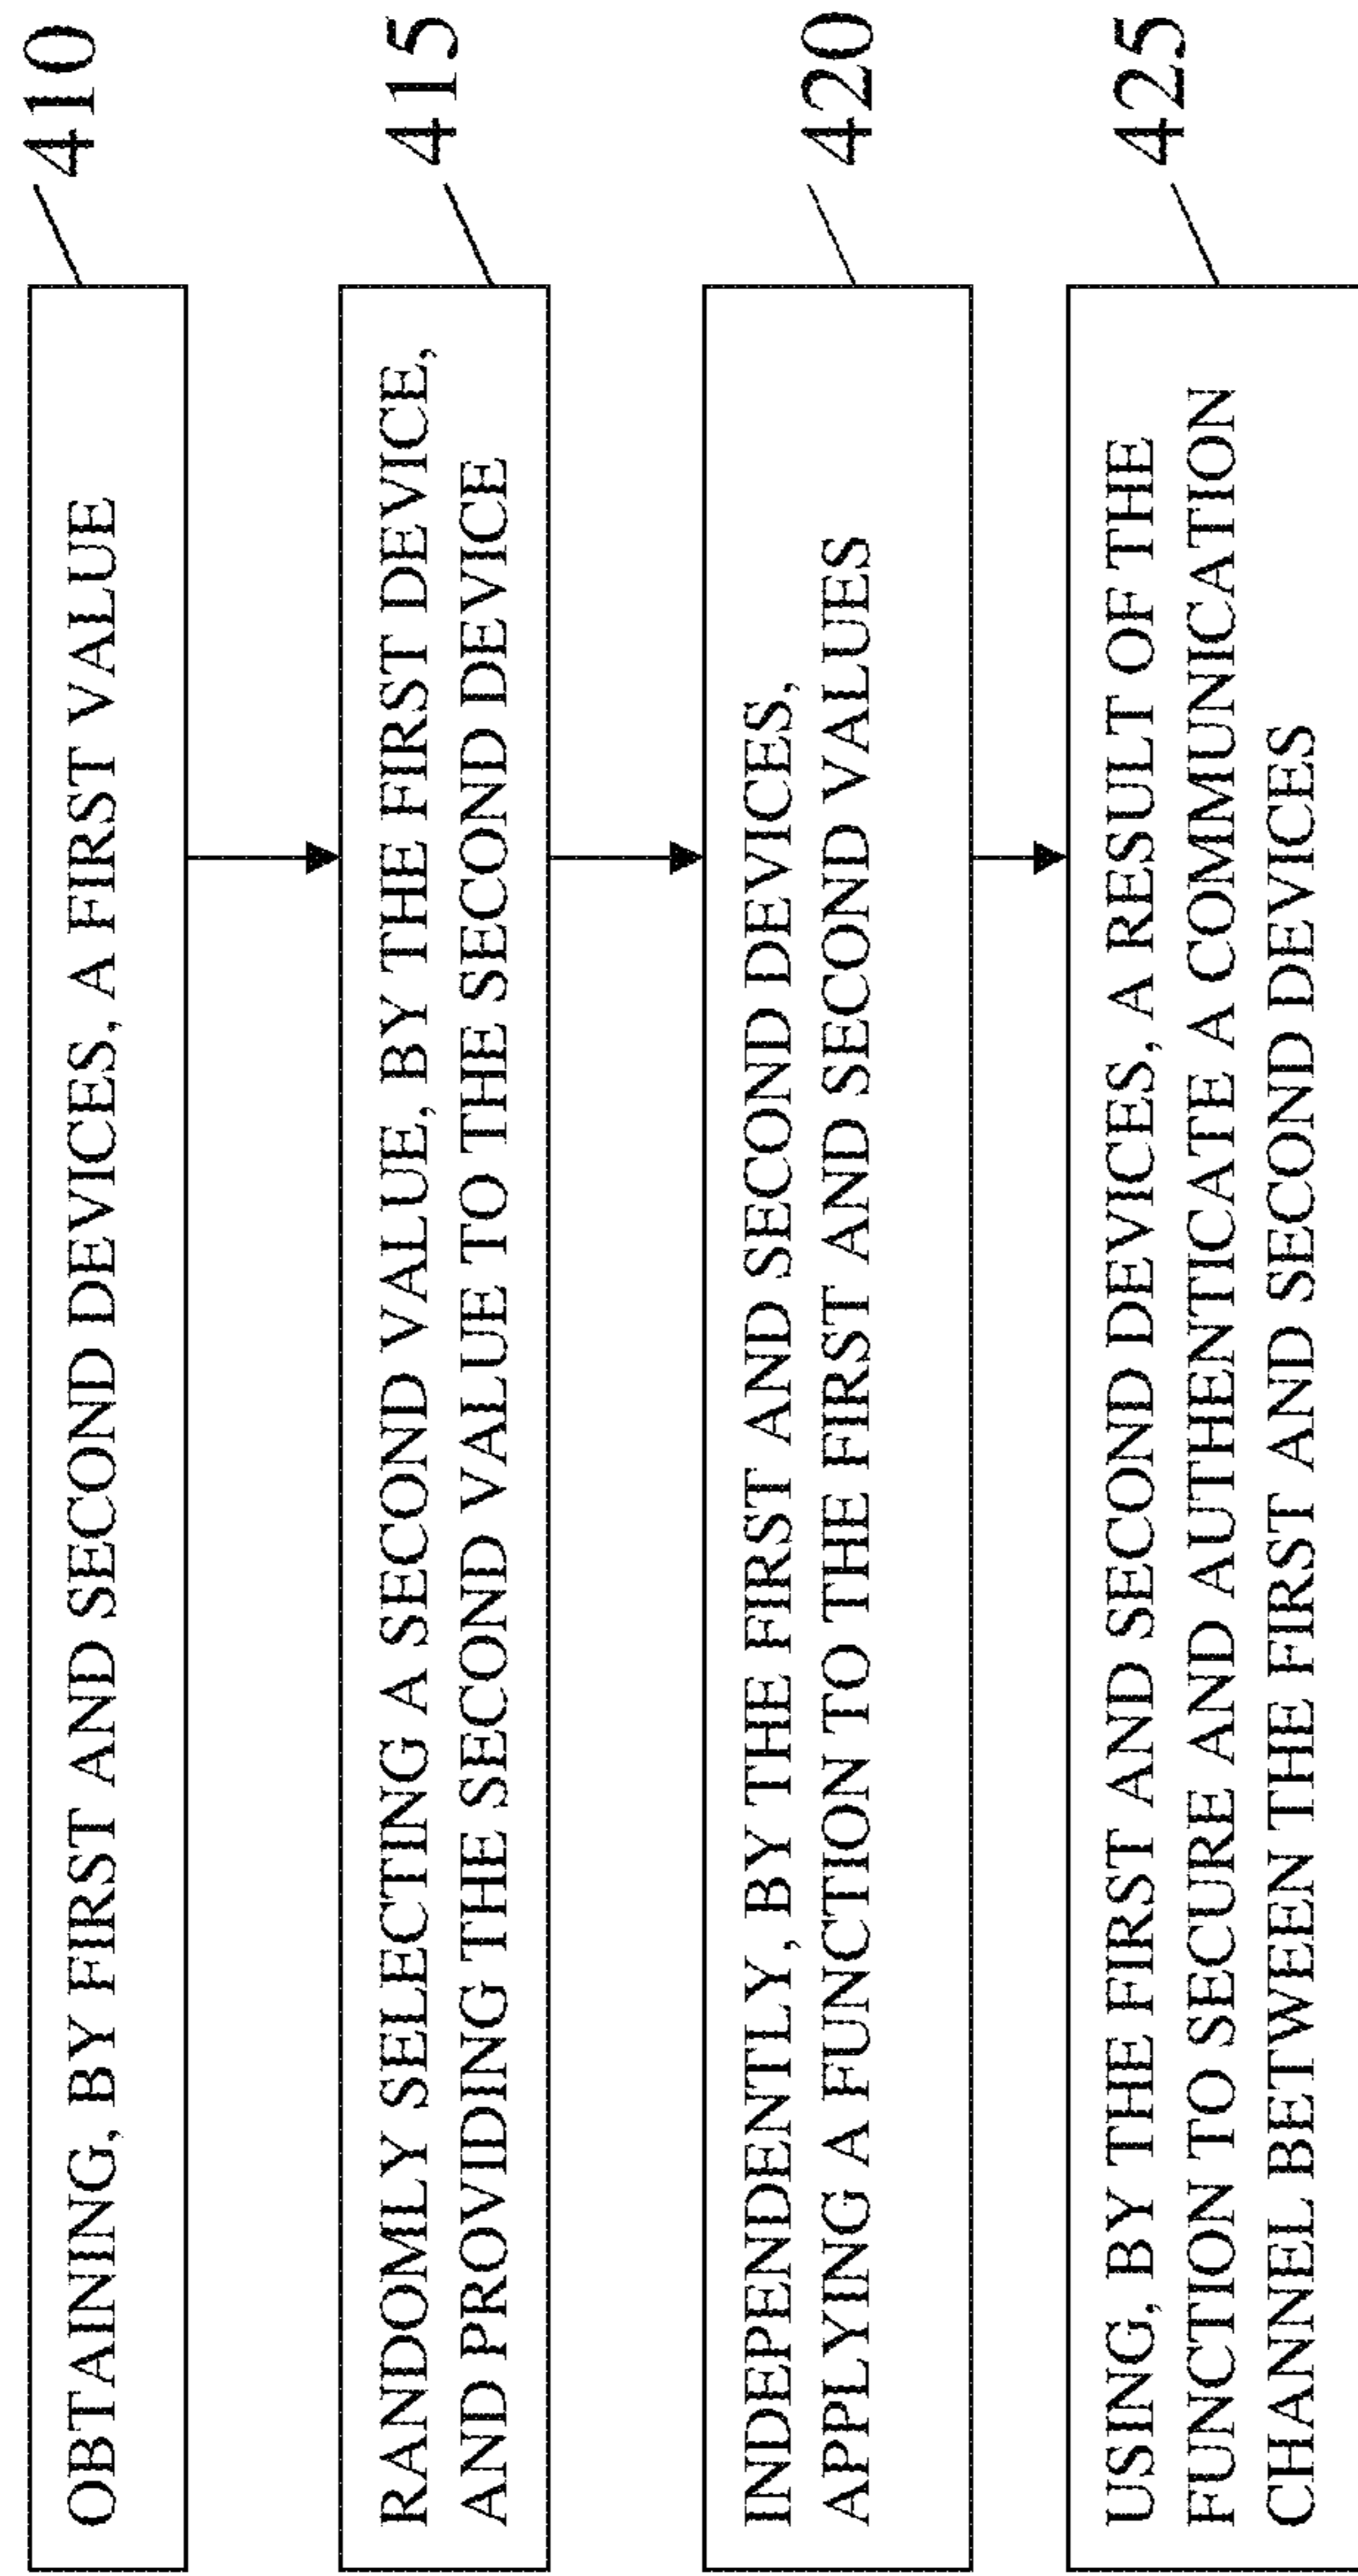 OBTAINING, BY FIRST AND SECOND DEVICES, A FIRST VALUE
410
RANDOMLY SELECTING A SECOND VALUE, BY THE FIRST DEVICE,
AND PROVIDING THE SECOND VALUE TO THE SECOND DEVICE
415
INDEPENDENTLY, BY THE FIRST AND SECOND DEVICES,
APPLYING A FUNCTION TO THE FIRST AND SECOND VALUES
420
USING, BY THE FIRST AND SECOND DEVICES, A RESULT OF THE
FUNCTION TO SECURE AND AUTHENTICATE A COMMUNICATION
CHANNEL BETWEEN THE FIRST AND SECOND DEVICES
425